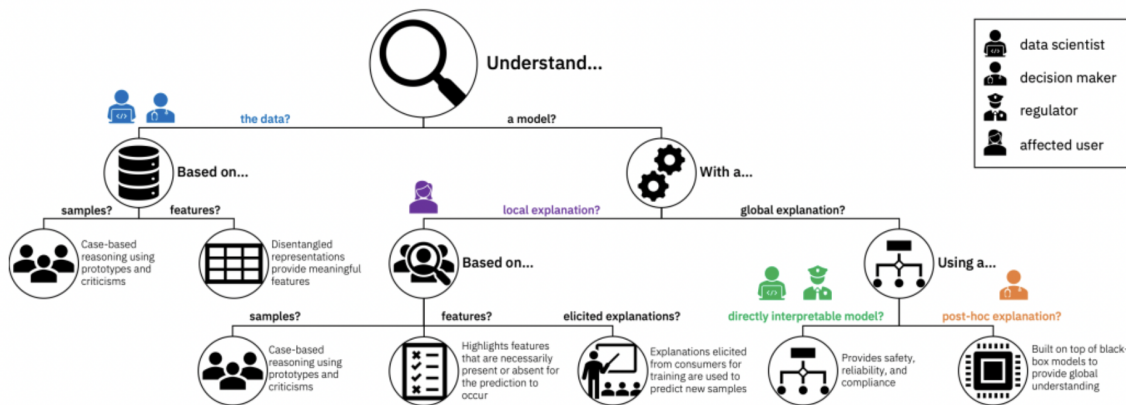 Understand...
data scientist
decision maker
regulator
affected user
the data?
a model?
Based on...
With a...
samples?
features?
local explanation?
global explanation?
Case-based
reasoning using
prototypes and
criticisms
Disentangled
representations
provide meaningful
features
Based on...
Using a...
samples?
features?
elicited explanations?
directly interpretable model?
post-hoc explanation?
Case-based
reasoning using
prototypes and
criticisms
Highlights features
that are necessarily
present or absent for
the prediction to
occur
Explanations elicited
from consumers for
training are used to
predict new samples
Provides safety,
reliability, and
compliance
Built on top of black-
box models to
provide global
understanding